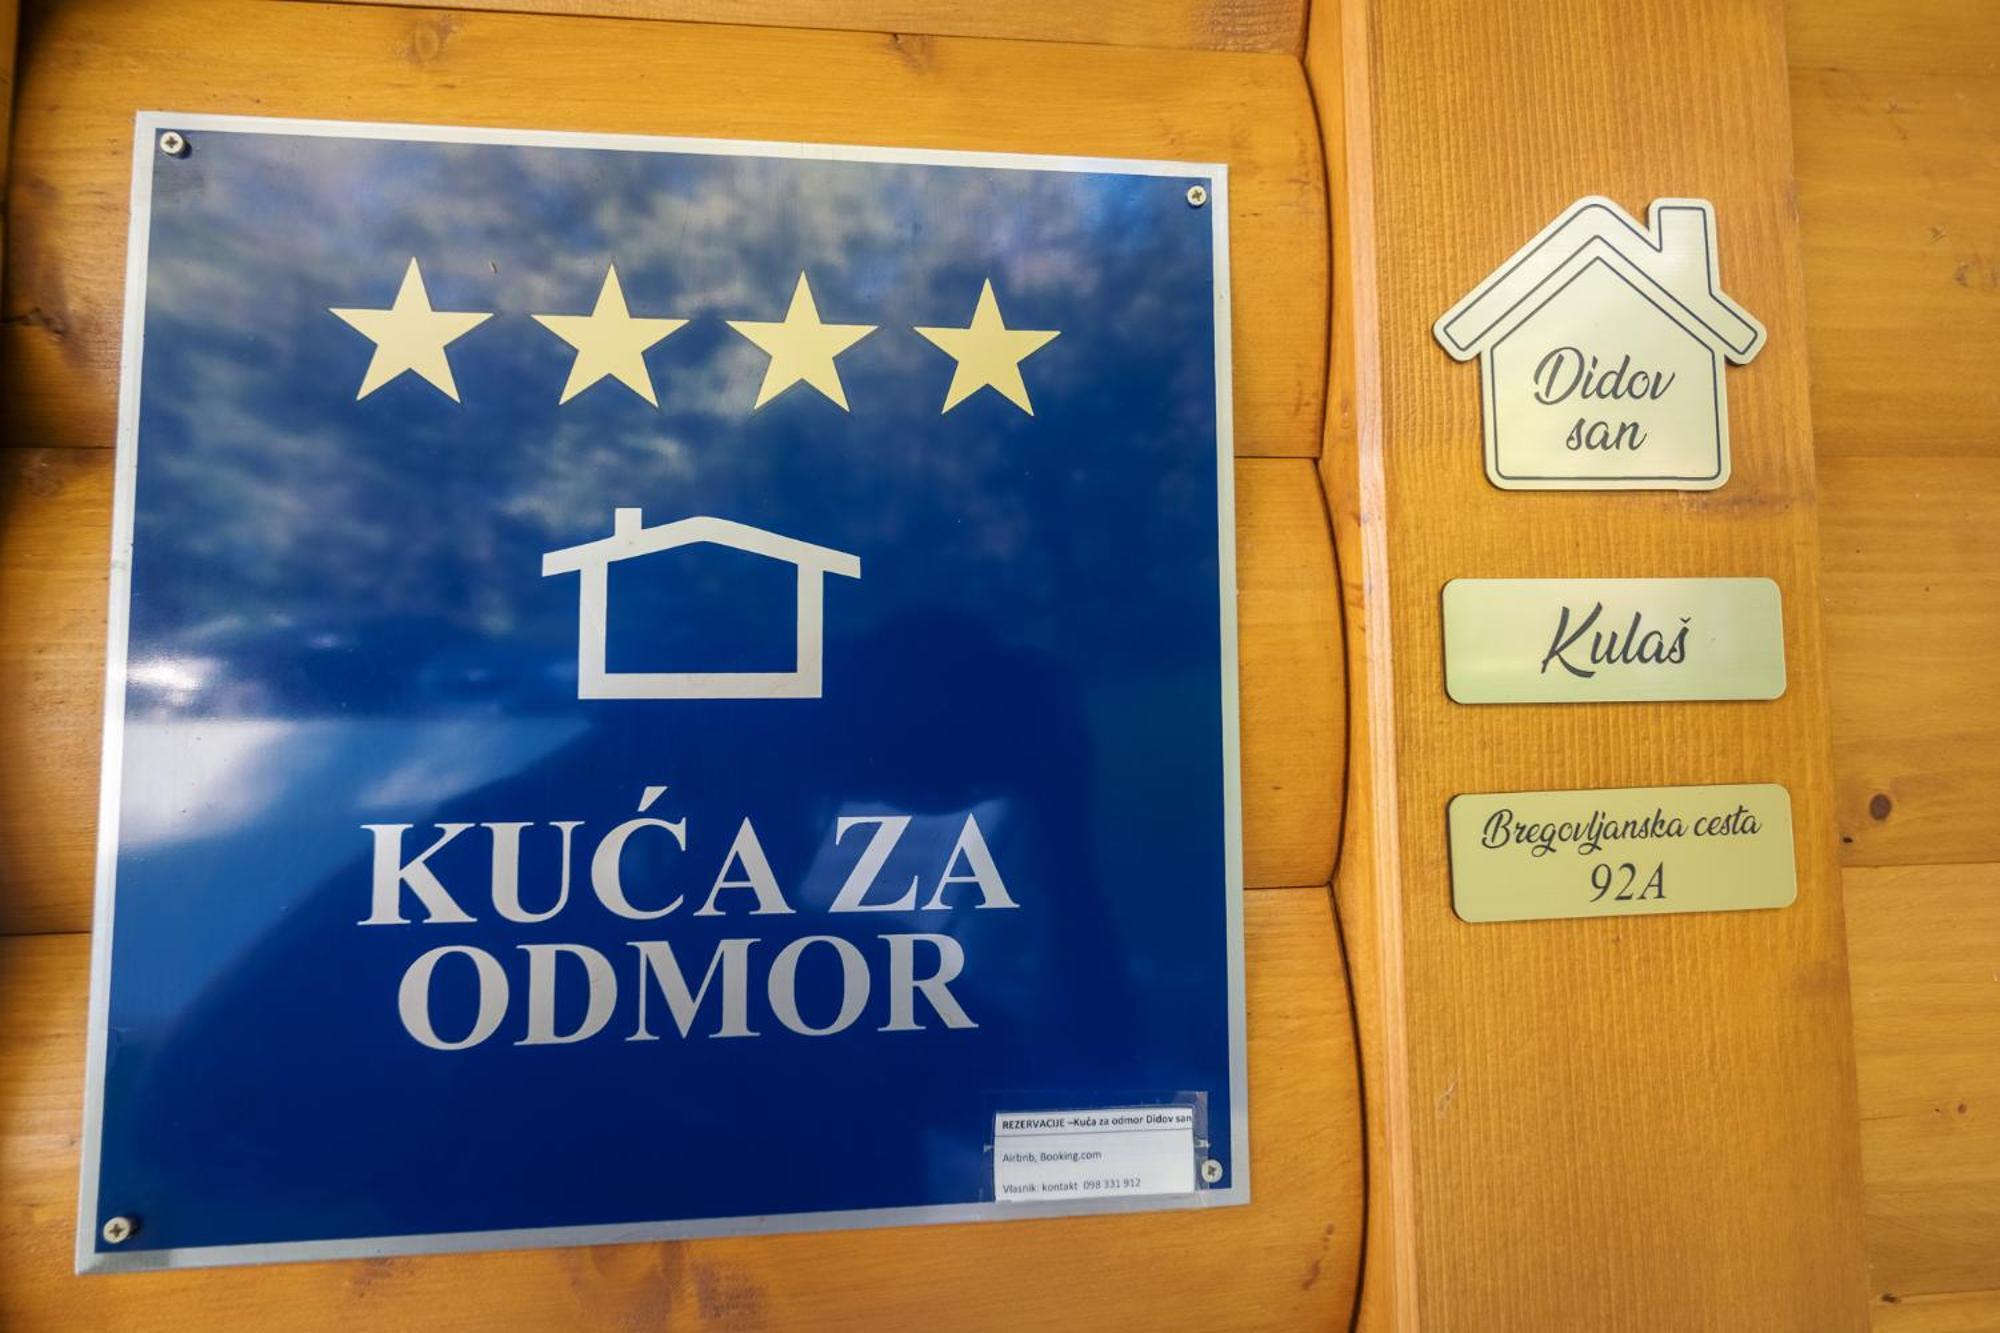 KUĆA ZA
ODMOR
REZERVACIJE –Kuća za odmor Didov san
Airbnb, Booking.com
Vlasnik: kontakt 098 331 912
Didov
san
Kulaš
Bregovljanska cesta
92A